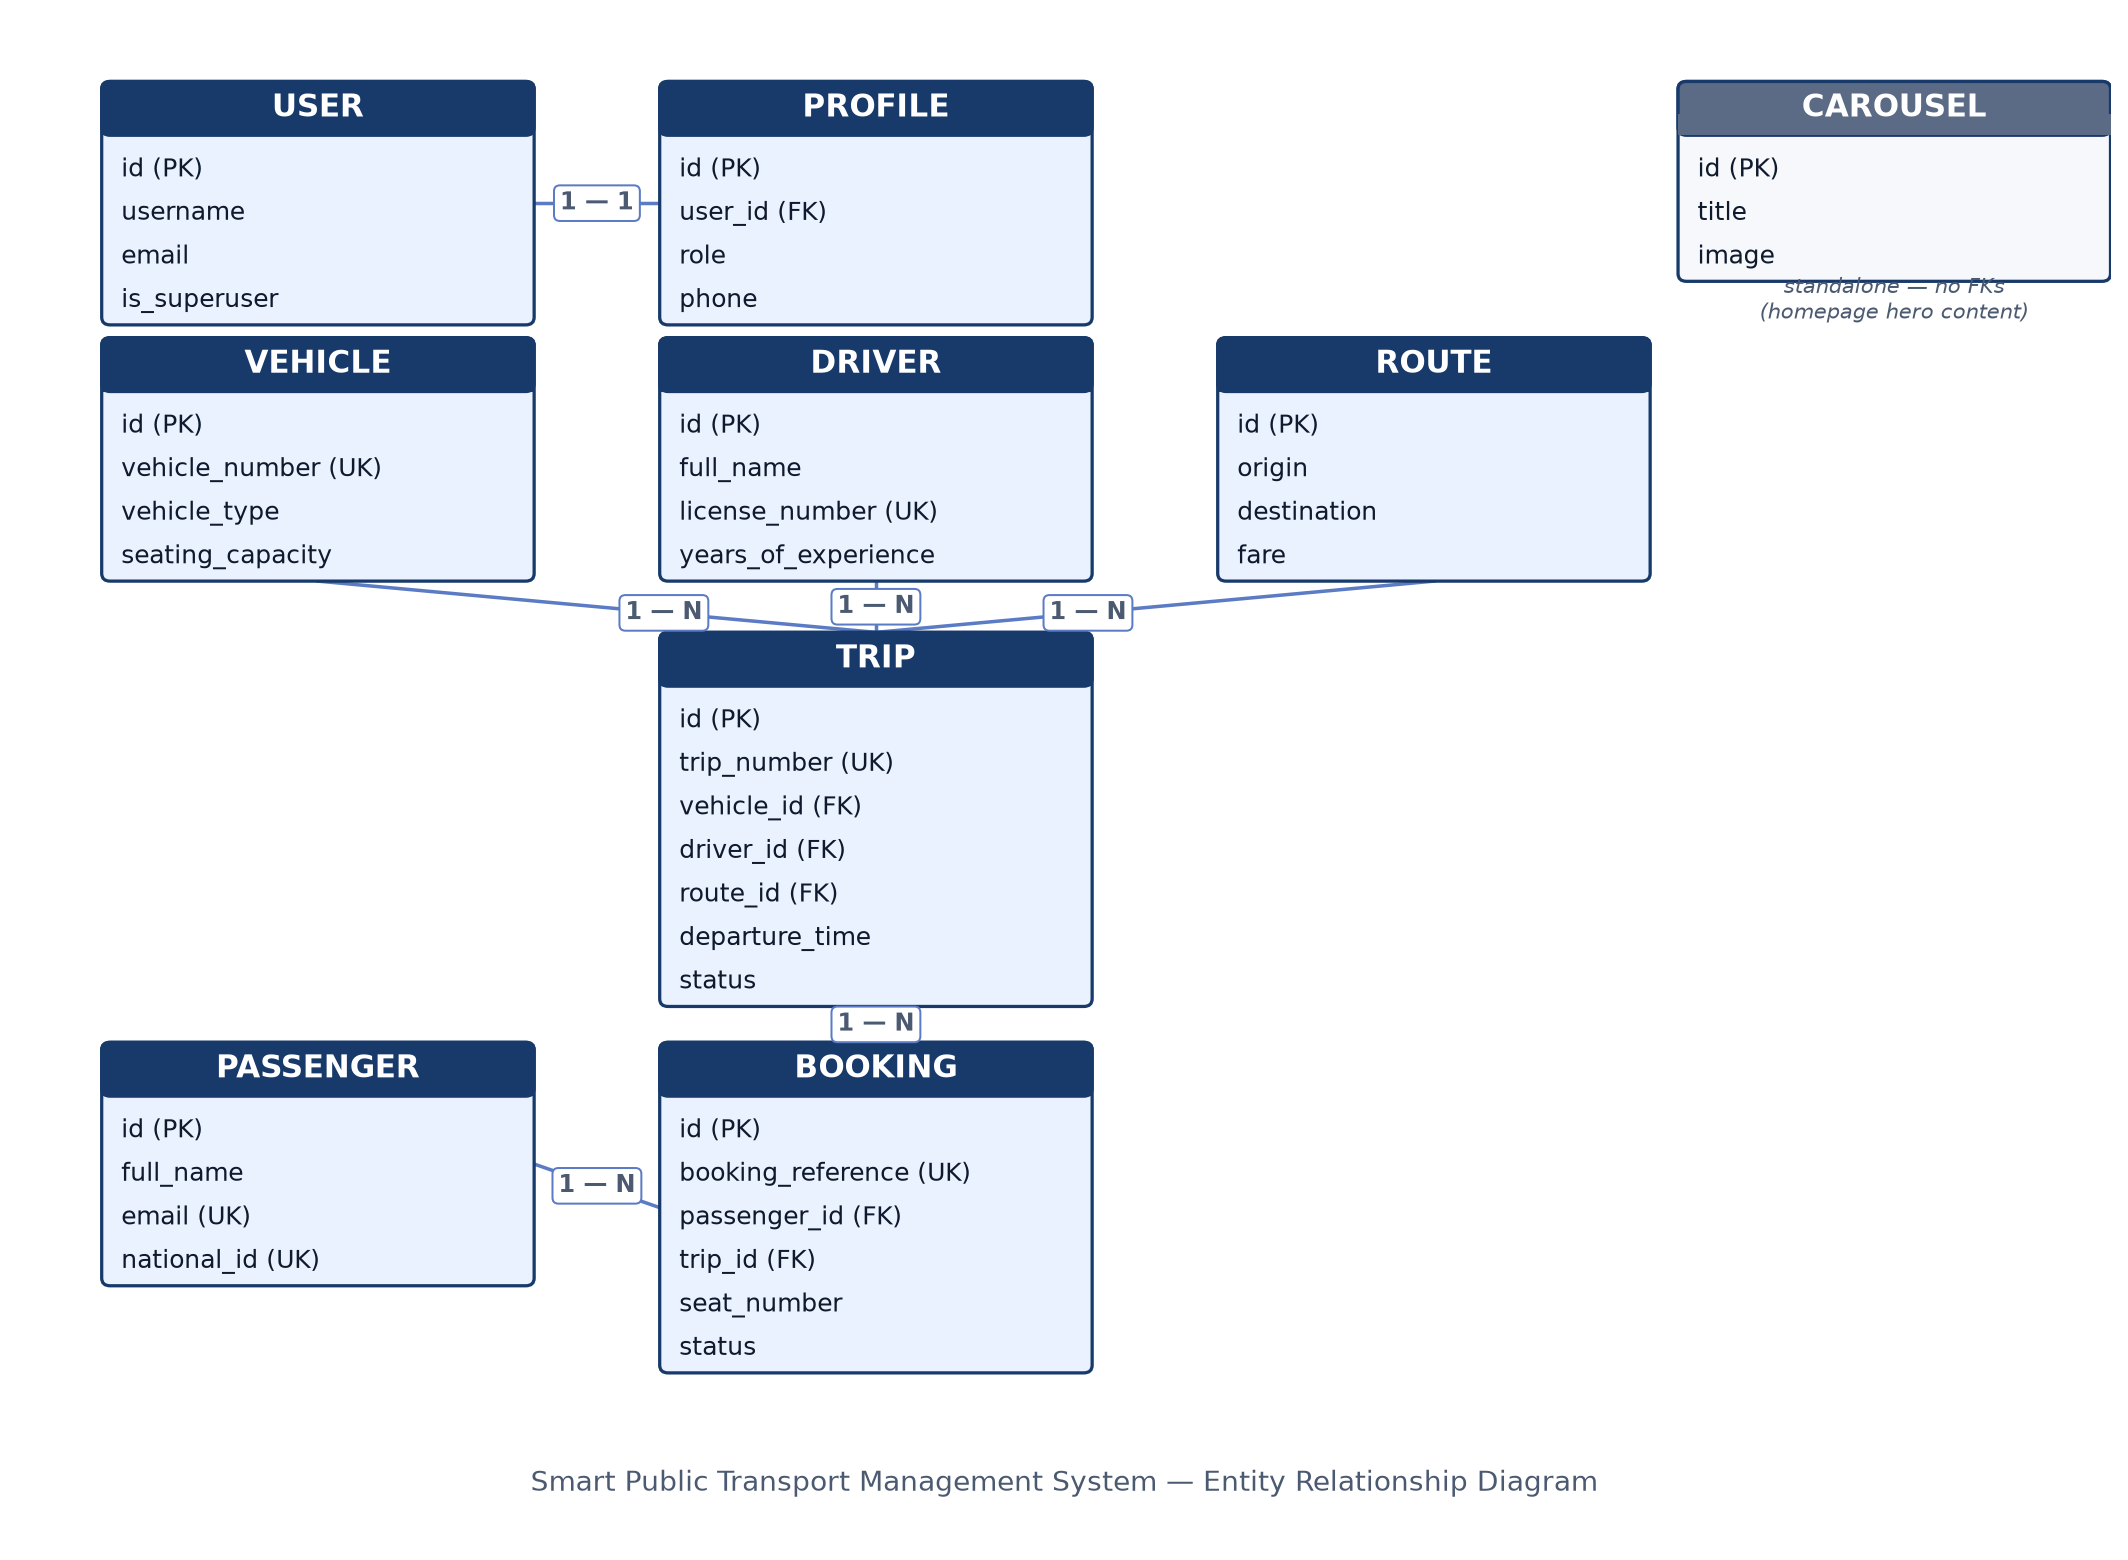 USER
id (PK)
username
email
is_superuser
1 — 1
PROFILE
id (PK)
user_id (FK)
role
phone
CAROUSEL
id (PK)
title
image
standalone — no FKs
(homepage hero content)
VEHICLE
id (PK)
vehicle_number (UK)
vehicle_type
seating_capacity
DRIVER
id (PK)
full_name
license_number (UK)
years_of_experience
ROUTE
id (PK)
origin
destination
fare
1 — N
1 — N
1 — N
TRIP
id (PK)
trip_number (UK)
vehicle_id (FK)
driver_id (FK)
route_id (FK)
departure_time
status
1 — N
PASSENGER
id (PK)
full_name
email (UK)
national_id (UK)
1 — N
BOOKING
id (PK)
booking_reference (UK)
passenger_id (FK)
trip_id (FK)
seat_number
status
Smart Public Transport Management System — Entity Relationship Diagram